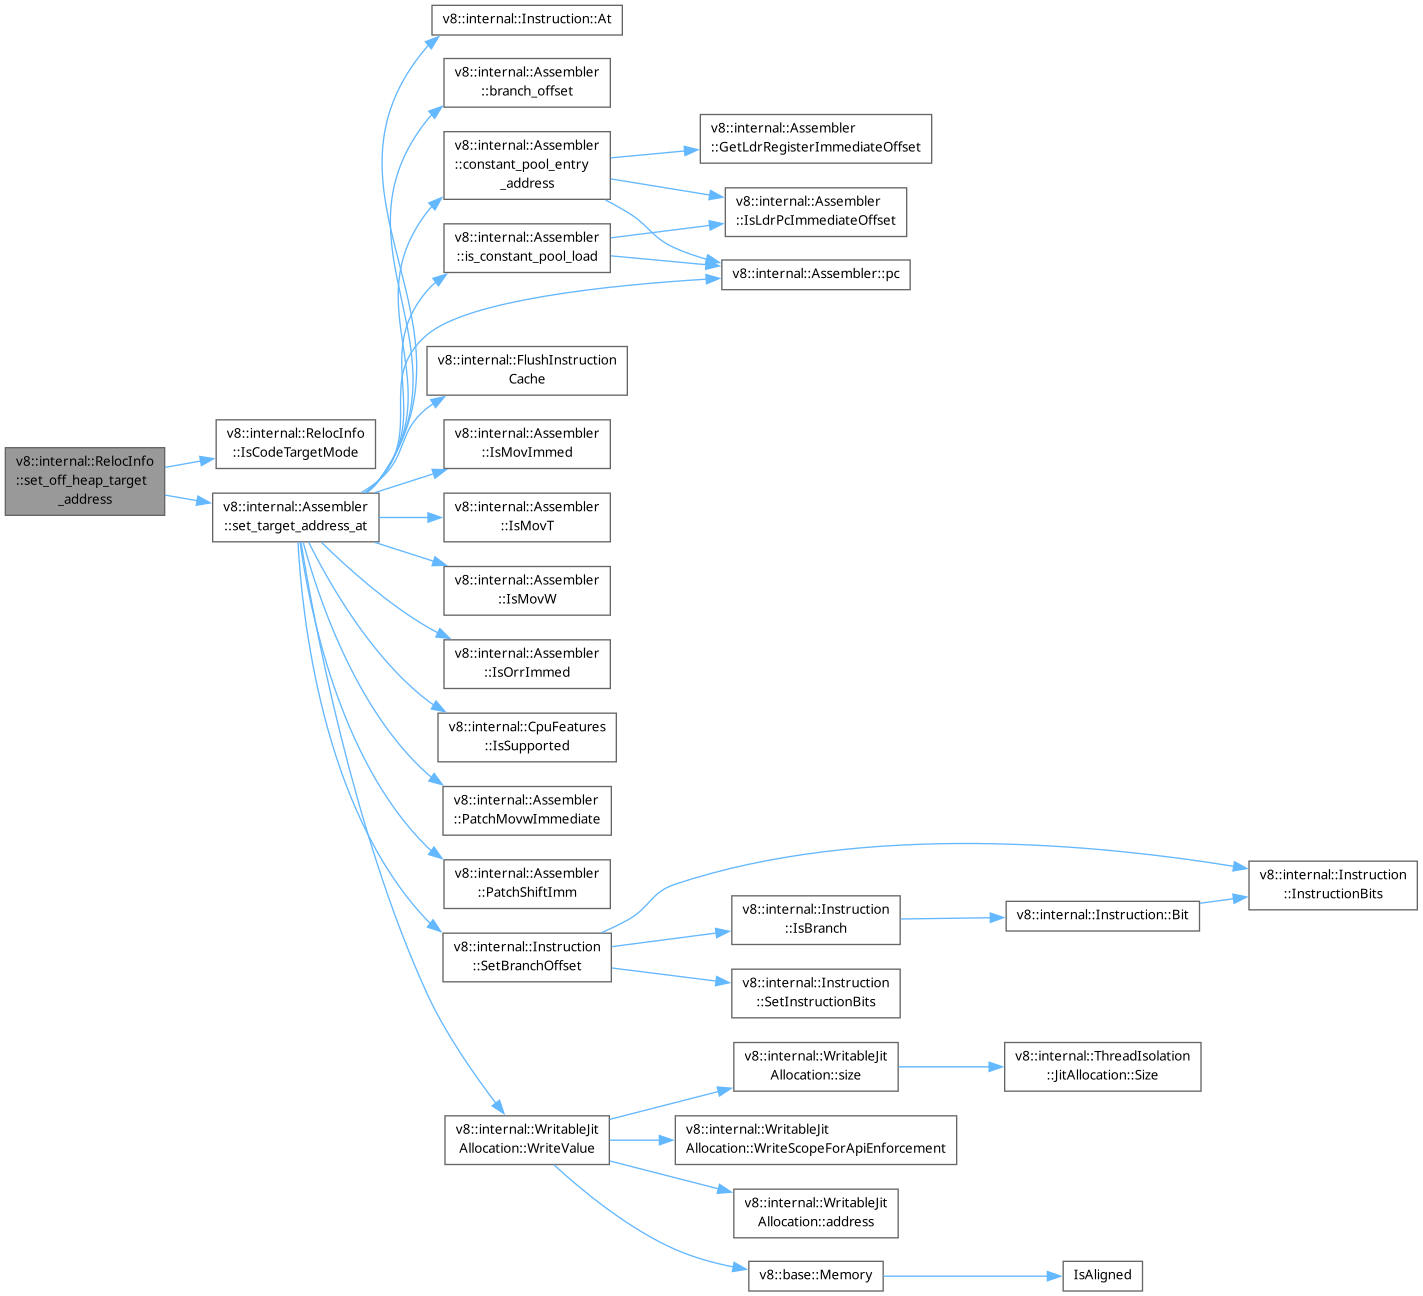 v8::internal::Instruction::At
v8::internal::Assembler
::branch_offset
v8::internal::Assembler
::constant_pool_entry
_address
v8::internal::Assembler
::GetLdrRegisterImmediateOffset
v8::internal::Assembler
::IsLdrPcImmediateOffset
v8::internal::Assembler
::is_constant_pool_load
v8::internal::Assembler::pc
v8::internal::FlushInstruction
Cache
v8::internal::RelocInfo
::IsCodeTargetMode
v8::internal::Assembler
::IsMovImmed
v8::internal::RelocInfo
::set_off_heap_target
_address
v8::internal::Assembler
::set_target_address_at
v8::internal::Assembler
::IsMovT
v8::internal::Assembler
::IsMovW
v8::internal::Assembler
::IsOrrImmed
v8::internal::CpuFeatures
::IsSupported
v8::internal::Assembler
::PatchMovwImmediate
v8::internal::Assembler
::PatchShiftImm
v8::internal::Instruction
::InstructionBits
v8::internal::Instruction
::IsBranch
v8::internal::Instruction::Bit
v8::internal::Instruction
::SetBranchOffset
v8::internal::Instruction
::SetInstructionBits
v8::internal::WritableJit
Allocation::size
v8::internal::ThreadIsolation
::JitAllocation::Size
v8::internal::WritableJit
Allocation::WriteValue
v8::internal::WritableJit
Allocation::WriteScopeForApiEnforcement
v8::internal::WritableJit
Allocation::address
v8::base::Memory
IsAligned